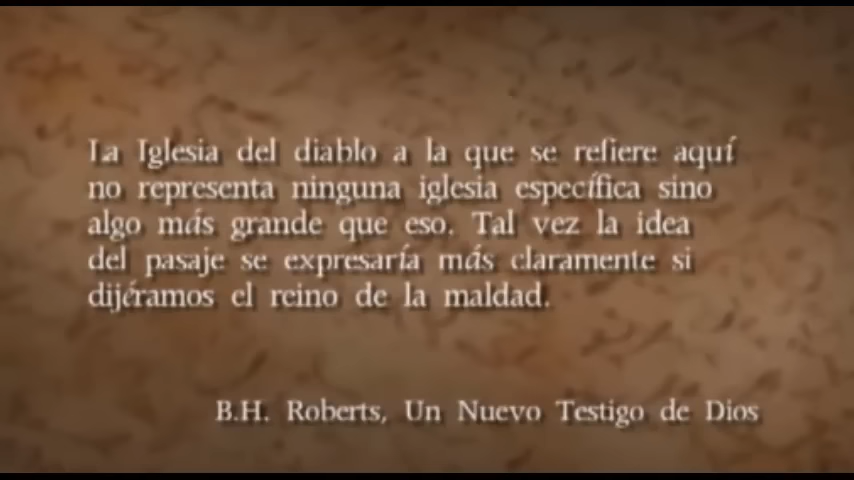 La Iglesia del diablo a la que se refiere aquí
no representa ninguna iglesia específica sino
algo más grande que eso. Tal vez la idea
del pasaje se expresaría más claramente si
dijéramos el reino de la maldad.
B.H. Roberts, Un Nuevo Testigo de Dios